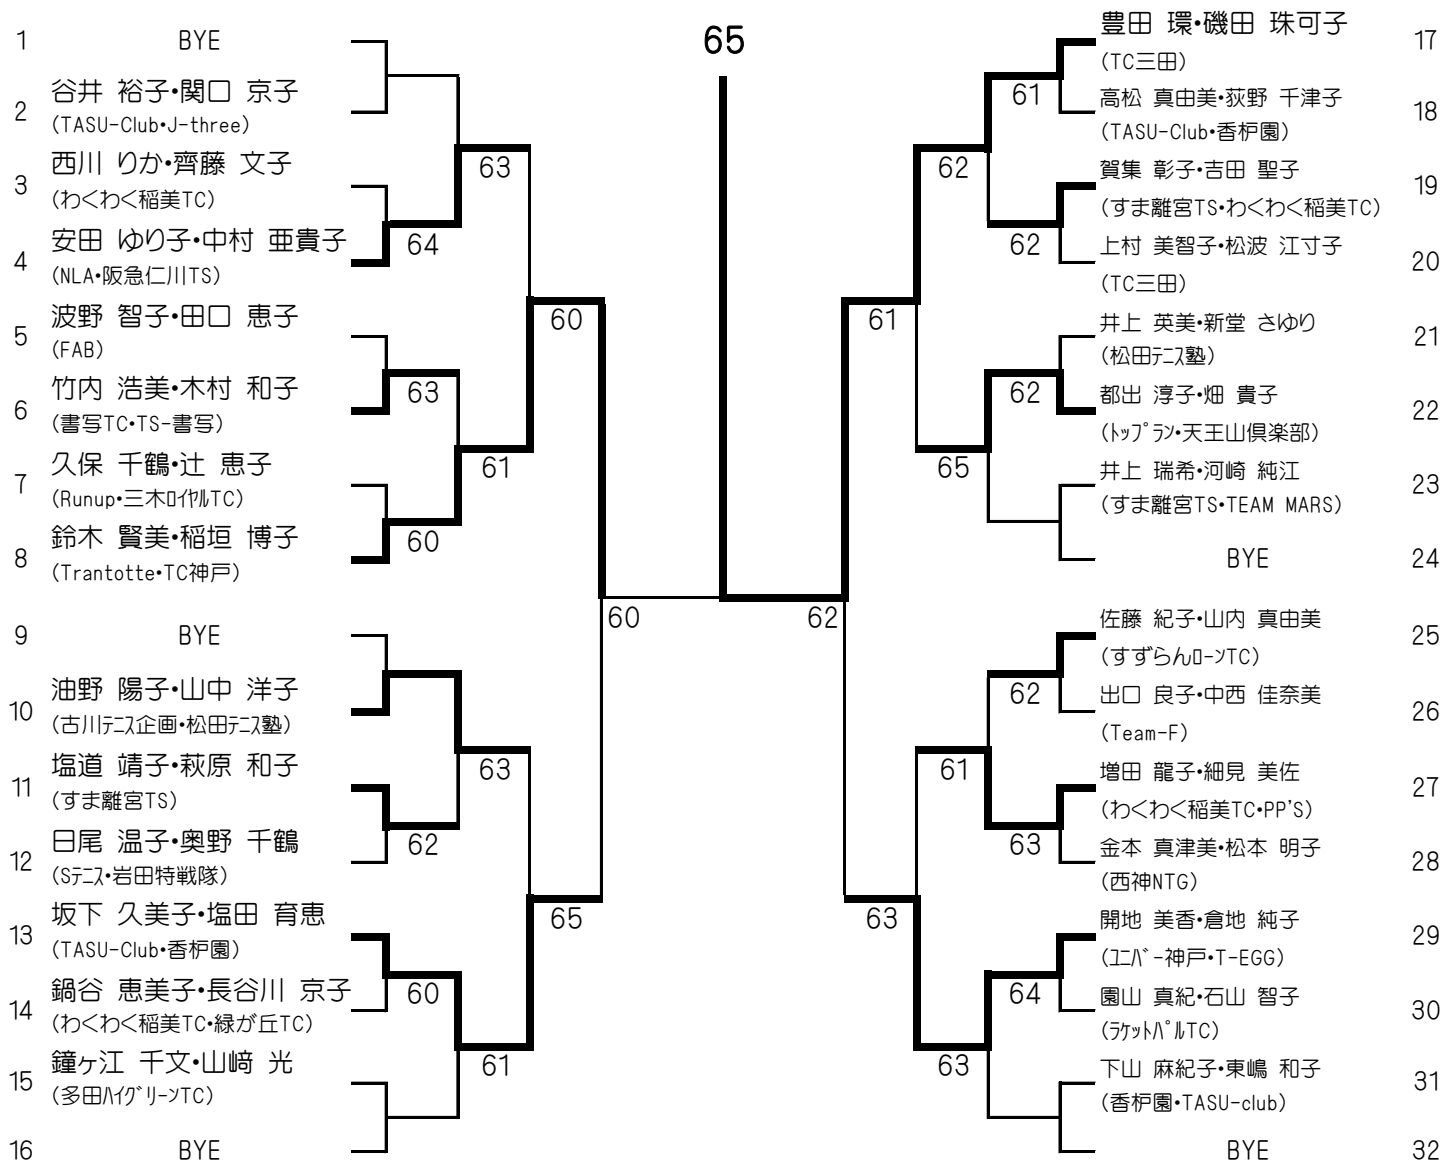 65
1 BYE
2 谷井 裕子・関口 京子
(TASU-Club・J-three)
3 西川 りか・齊藤 文子
(わくわく稲美TC)
4 安田 ゆり子・中村 亜貴子
(NLA・阪急仁川TS)
5 波野 智子・田口 恵子
(FAB)
6 竹内 浩美・木村 和子
(書写TC・TS-書写)
7 久保 千鶴・辻 恵子
(Runup・三木ロイヤルTC)
8 鈴木 賢美・稲垣 博子
(Trantotte・TC神戸)
9 BYE
10 油野 陽子・山中 洋子
(古川テニス企画・松田テニス塾)
11 塩道 靖子・萩原 和子
(すま離宮TS)
12 日尾 温子・奥野 千鶴
(Sテニス・岩田特戦隊)
13 坂下 久美子・塩田 育恵
(TASU-Club・香枦園)
14 鍋谷 恵美子・長谷川 京子
(わくわく稲美TC・緑が丘TC)
15 鐘ヶ江 千文・山﨑 光
(多田ハイグリーンTC)
16 BYE
63
64
60
63
61
60
60
63
62
65
60
61
豊田 環・磯田 珠可子 17
(TC三田)
高松 真由美・荻野 千津子 18
(TASU-Club・香枦園)
賀集 彰子・吉田 聖子 19
(すま離宮TS・わくわく稲美TC)
上村 美智子・松波 江寸子 20
(TC三田)
井上 英美・新堂 さゆり 21
(松田テニス塾)
都出 淳子・畑 貴子 22
(トップラン・天王山倶楽部)
井上 瑞希・河崎 純江 23
(すま離宮TS・TEAM MARS)
BYE 24
佐藤 紀子・山内 真由美 25
(すずらんローンTC)
出口 良子・中西 佳奈美 26
(Team-F)
増田 龍子・細見 美佐 27
(わくわく稲美TC・PP'S)
金本 真津美・松本 明子 28
(西神NTG)
開地 美香・倉地 純子 29
(ユニバー神戸・T-EGG)
園山 真紀・石山 智子 30
(ラケットパルTC)
下山 麻紀子・東嶋 和子 31
(香枦園・TASU-club)
BYE 32
61
62
62
61
62
65
62
62
61
63
63
64
63